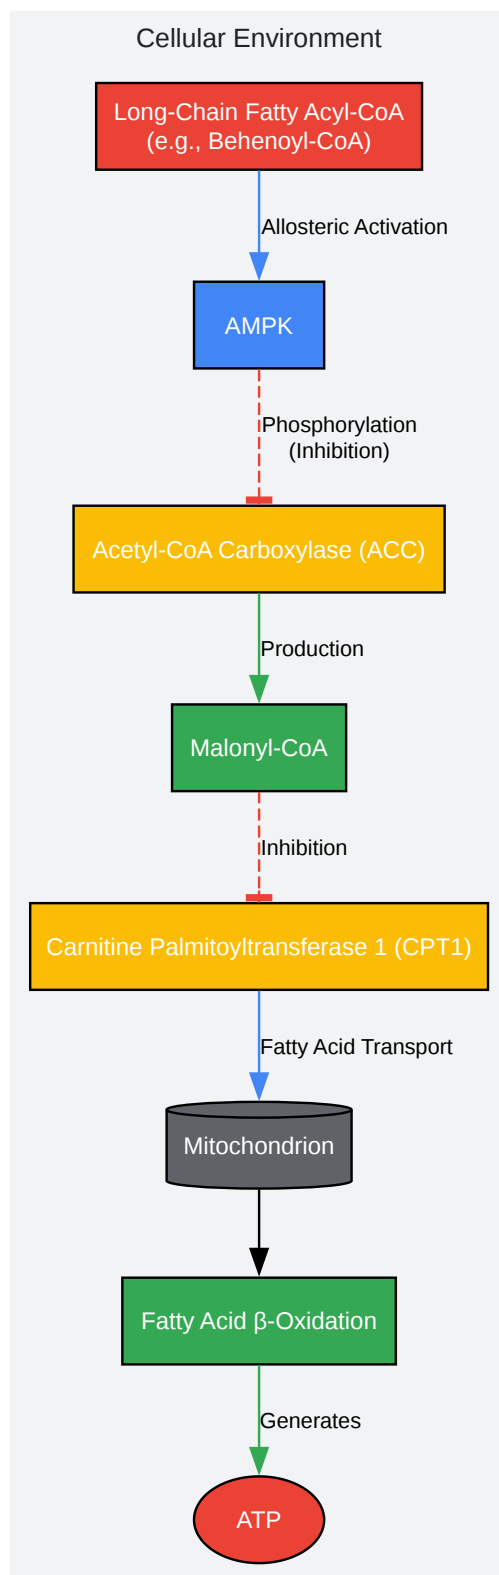 Cellular Environment
Long-Chain Fatty Acyl-CoA
(e.g., Behenoyl-CoA)
Allosteric Activation
AMPK
Phosphorylation
(Inhibition)
Acetyl-CoA Carboxylase (ACC)
Production
Malonyl-CoA
Inhibition
Carnitine Palmitoyltransferase 1 (CPT1)
Fatty Acid Transport
Mitochondrion
Fatty Acid β-Oxidation
Generates
ATP